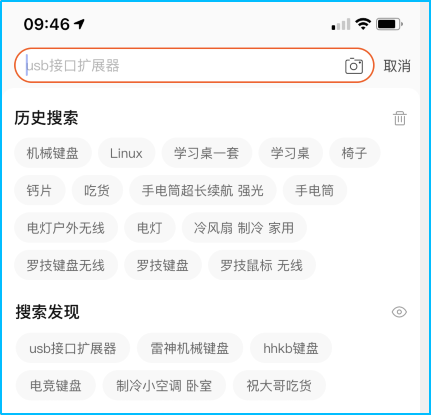 09:46
usb接口扩展器 取消
历史搜索
机械键盘 Linux 学习桌一套 学习桌 椅子
钙片 吃货 手电筒超长续航 强光 手电筒
电灯户外无线 电灯 冷风扇 制冷 家用
罗技键盘无线 罗技键盘 罗技鼠标 无线
搜索发现
usb接口扩展器 雷神机械键盘 hhkb键盘
电竞键盘 制冷小空调 卧室 祝大哥吃货